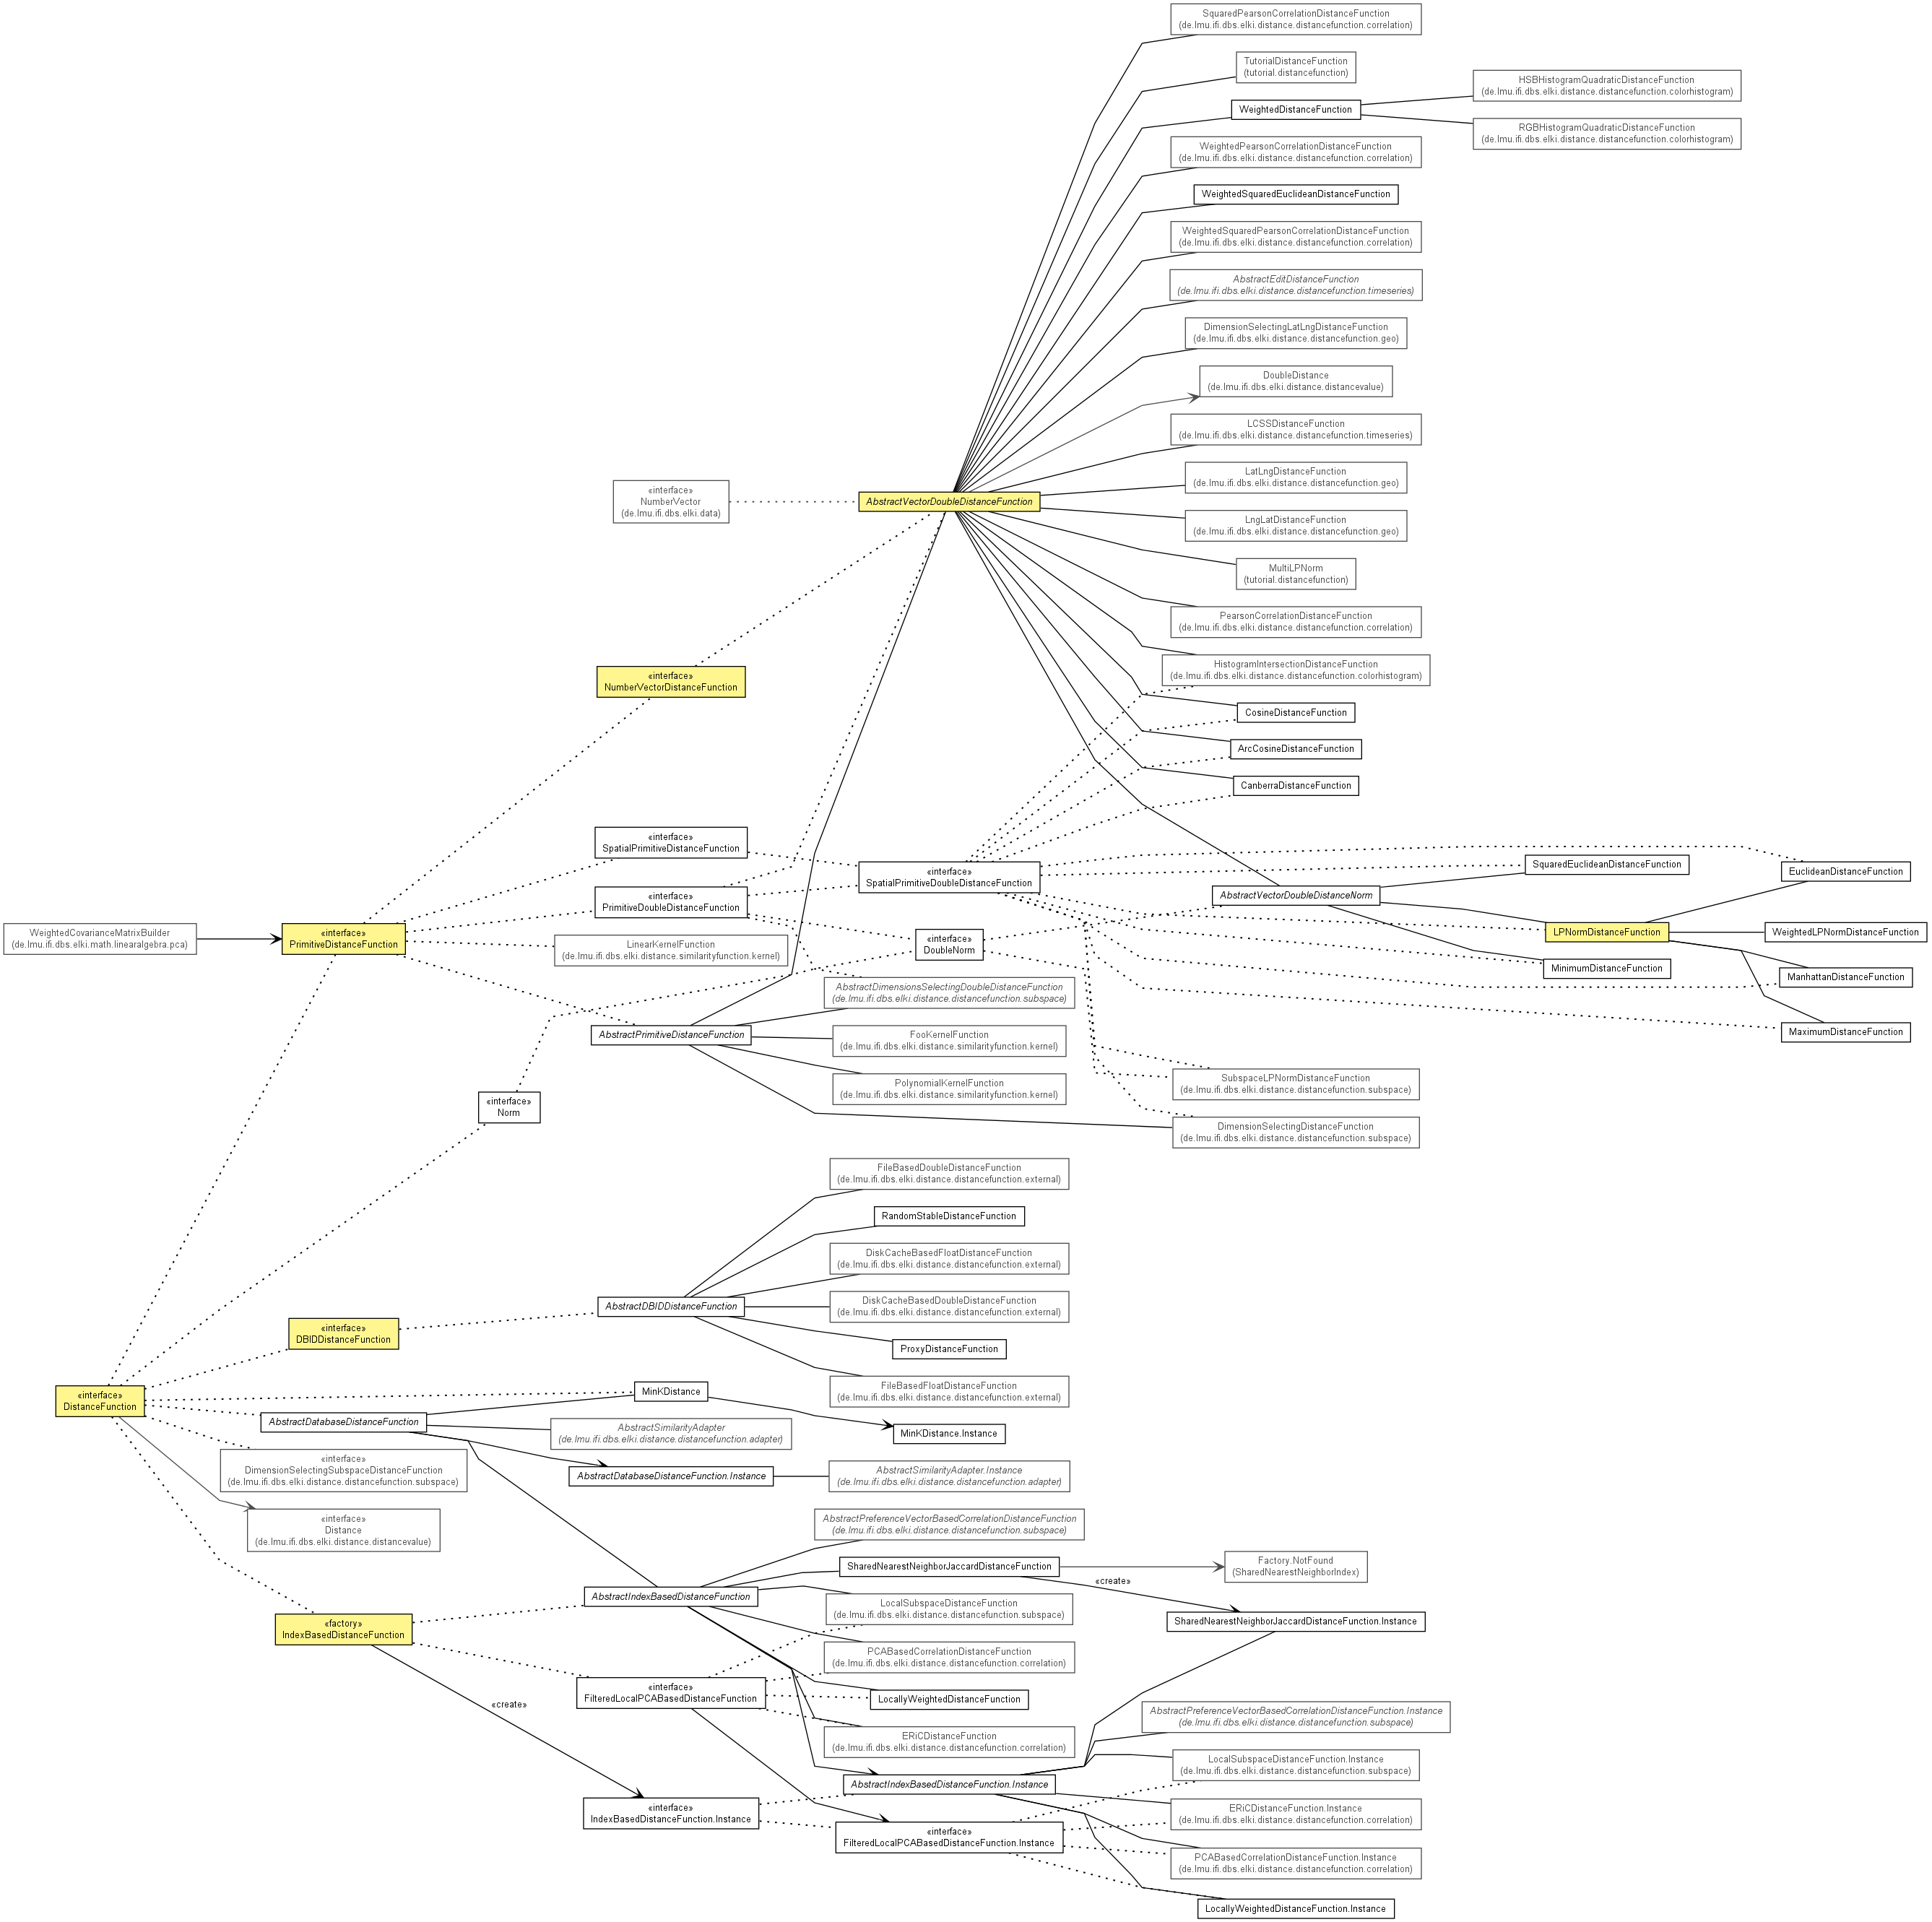 SquaredPearsonCorrelationDistanceFunction
(de.lmu.ifi.dbs.elki.distance.distancefunction.correlation)
TutorialDistanceFunction
(tutorial.distancefunction)
HSBHistogramQuadraticDistanceFunction
(de.lmu.ifi.dbs.elki.distance.distancefunction.colorhistogram)
WeightedDistanceFunction
RGBHistogramQuadraticDistanceFunction
(de.lmu.ifi.dbs.elki.distance.distancefunction.colorhistogram)
WeightedPearsonCorrelationDistanceFunction
(de.lmu.ifi.dbs.elki.distance.distancefunction.correlation)
WeightedSquaredEuclideanDistanceFunction
WeightedSquaredPearsonCorrelationDistanceFunction
(de.lmu.ifi.dbs.elki.distance.distancefunction.correlation)
AbstractEditDistanceFunction
(de.lmu.ifi.dbs.elki.distance.distancefunction.timeseries)
DimensionSelectingLatLngDistanceFunction
(de.lmu.ifi.dbs.elki.distance.distancefunction.geo)
DoubleDistance
(de.lmu.ifi.dbs.elki.distance.distancevalue)
LCSSDistanceFunction
(de.lmu.ifi.dbs.elki.distance.distancefunction.timeseries)
LatLngDistanceFunction
(de.lmu.ifi.dbs.elki.distance.distancefunction.geo)
«interface»
NumberVector
(de.lmu.ifi.dbs.elki.data)
AbstractVectorDoubleDistanceFunction
LngLatDistanceFunction
(de.lmu.ifi.dbs.elki.distance.distancefunction.geo)
MultiLPNorm
(tutorial.distancefunction)
PearsonCorrelationDistanceFunction
(de.lmu.ifi.dbs.elki.distance.distancefunction.correlation)
HistogramIntersectionDistanceFunction
(de.lmu.ifi.dbs.elki.distance.distancefunction.colorhistogram)
«interface»
NumberVectorDistanceFunction
CosineDistanceFunction
ArcCosineDistanceFunction
CanberraDistanceFunction
«interface»
SpatialPrimitiveDistanceFunction
«interface»
SpatialPrimitiveDoubleDistanceFunction
SquaredEuclideanDistanceFunction
EuclideanDistanceFunction
«interface»
PrimitiveDoubleDistanceFunction
AbstractVectorDoubleDistanceNorm
WeightedCovarianceMatrixBuilder
(de.lmu.ifi.dbs.elki.math.linearalgebra.pca)
«interface»
PrimitiveDistanceFunction
LinearKernelFunction
(de.lmu.ifi.dbs.elki.distance.similarityfunction.kernel)
«interface»
DoubleNorm
LPNormDistanceFunction
WeightedLPNormDistanceFunction
MinimumDistanceFunction
ManhattanDistanceFunction
AbstractDimensionsSelectingDoubleDistanceFunction
(de.lmu.ifi.dbs.elki.distance.distancefunction.subspace)
AbstractPrimitiveDistanceFunction
FooKernelFunction
(de.lmu.ifi.dbs.elki.distance.similarityfunction.kernel)
MaximumDistanceFunction
PolynomialKernelFunction
(de.lmu.ifi.dbs.elki.distance.similarityfunction.kernel)
SubspaceLPNormDistanceFunction
(de.lmu.ifi.dbs.elki.distance.distancefunction.subspace)
«interface»
Norm
DimensionSelectingDistanceFunction
(de.lmu.ifi.dbs.elki.distance.distancefunction.subspace)
FileBasedDoubleDistanceFunction
(de.lmu.ifi.dbs.elki.distance.distancefunction.external)
RandomStableDistanceFunction
DiskCacheBasedFloatDistanceFunction
(de.lmu.ifi.dbs.elki.distance.distancefunction.external)
AbstractDBIDDistanceFunction
DiskCacheBasedDoubleDistanceFunction
(de.lmu.ifi.dbs.elki.distance.distancefunction.external)
«interface»
DBIDDistanceFunction
ProxyDistanceFunction
FileBasedFloatDistanceFunction
(de.lmu.ifi.dbs.elki.distance.distancefunction.external)
«interface»
DistanceFunction
MinKDistance
AbstractDatabaseDistanceFunction
AbstractSimilarityAdapter
(de.lmu.ifi.dbs.elki.distance.distancefunction.adapter)
MinKDistance.Instance
«interface»
DimensionSelectingSubspaceDistanceFunction
(de.lmu.ifi.dbs.elki.distance.distancefunction.subspace)
AbstractDatabaseDistanceFunction.Instance
AbstractSimilarityAdapter.Instance
(de.lmu.ifi.dbs.elki.distance.distancefunction.adapter)
«interface»
Distance
(de.lmu.ifi.dbs.elki.distance.distancevalue)
AbstractPreferenceVectorBasedCorrelationDistanceFunction
(de.lmu.ifi.dbs.elki.distance.distancefunction.subspace)
SharedNearestNeighborJaccardDistanceFunction
Factory.NotFound
(SharedNearestNeighborIndex)
«create»
AbstractIndexBasedDistanceFunction
LocalSubspaceDistanceFunction
(de.lmu.ifi.dbs.elki.distance.distancefunction.subspace)
SharedNearestNeighborJaccardDistanceFunction.Instance
«factory»
IndexBasedDistanceFunction
PCABasedCorrelationDistanceFunction
(de.lmu.ifi.dbs.elki.distance.distancefunction.correlation)
«interface»
FilteredLocalPCABasedDistanceFunction
LocallyWeightedDistanceFunction
«create»
ERiCDistanceFunction
(de.lmu.ifi.dbs.elki.distance.distancefunction.correlation)
AbstractPreferenceVectorBasedCorrelationDistanceFunction.Instance
(de.lmu.ifi.dbs.elki.distance.distancefunction.subspace)
LocalSubspaceDistanceFunction.Instance
(de.lmu.ifi.dbs.elki.distance.distancefunction.subspace)
AbstractIndexBasedDistanceFunction.Instance
«interface»
IndexBasedDistanceFunction.Instance
ERiCDistanceFunction.Instance
(de.lmu.ifi.dbs.elki.distance.distancefunction.correlation)
«interface»
FilteredLocalPCABasedDistanceFunction.Instance
PCABasedCorrelationDistanceFunction.Instance
(de.lmu.ifi.dbs.elki.distance.distancefunction.correlation)
LocallyWeightedDistanceFunction.Instance